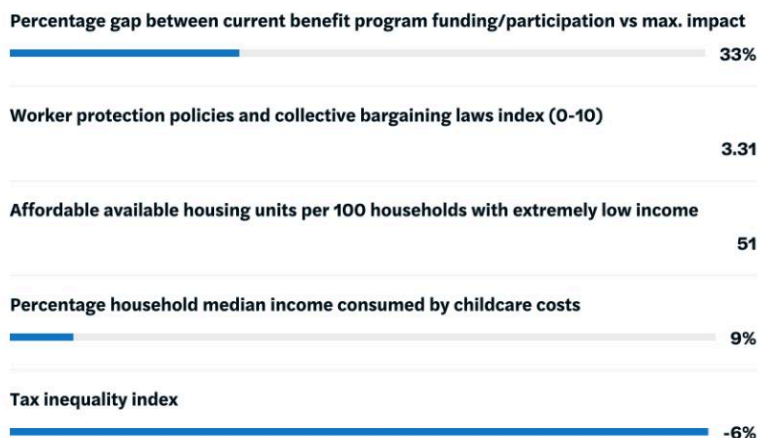 Percentage gap between current benefit program funding/participation vs max. impact
33%
Worker protection policies and collective bargaining laws index (0-10)
3.31
Affordable available housing units per 100 households with extremely low income
51
Percentage household median income consumed by childcare costs
9%
Tax inequality index
-6%